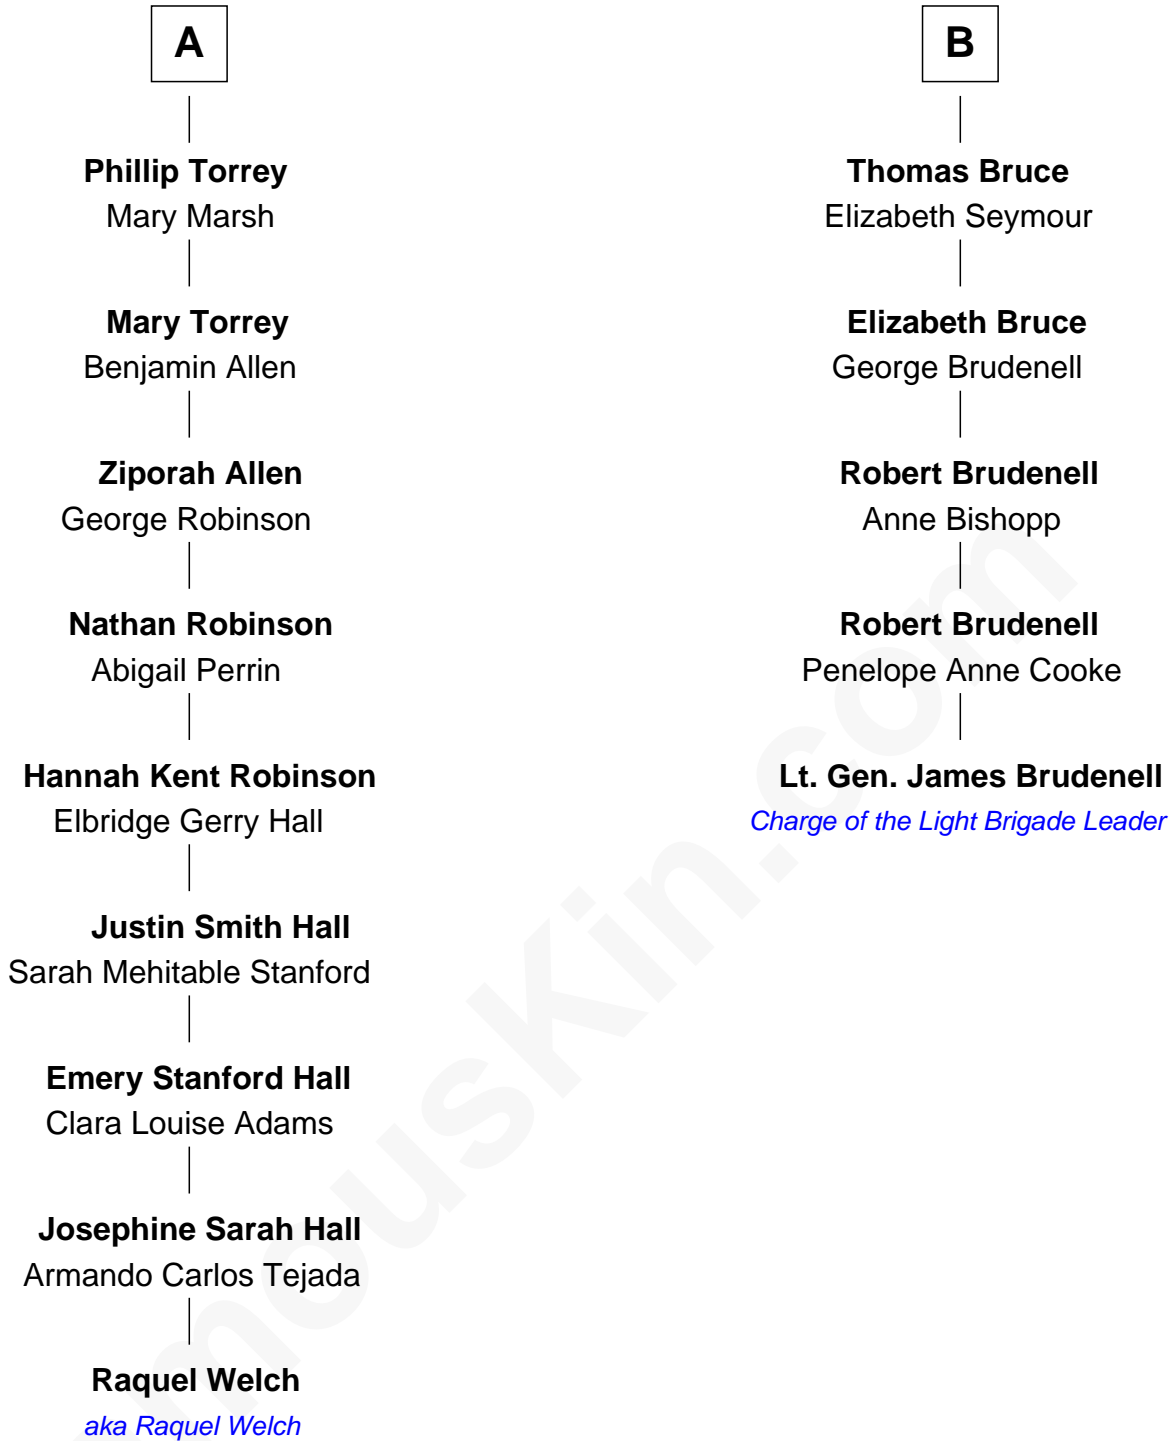 A
Phillip Torrey
Mary Marsh
Mary Torrey
Benjamin Allen
Ziporah Allen
George Robinson
Nathan Robinson
Abigail Perrin
Hannah Kent Robinson
Elbridge Gerry Hall
Justin Smith Hall
Sarah Mehitable Stanford
Emery Stanford Hall
Clara Louise Adams
Josephine Sarah Hall
Armando Carlos Tejada
Raquel Welch
aka Raquel Welch
B
Thomas Bruce
Elizabeth Seymour
Elizabeth Bruce
George Brudenell
Robert Brudenell
Anne Bishopp
Robert Brudenell
Penelope Anne Cooke
Lt. Gen. James Brudenell
Charge of the Light Brigade Leader
mousKin.com